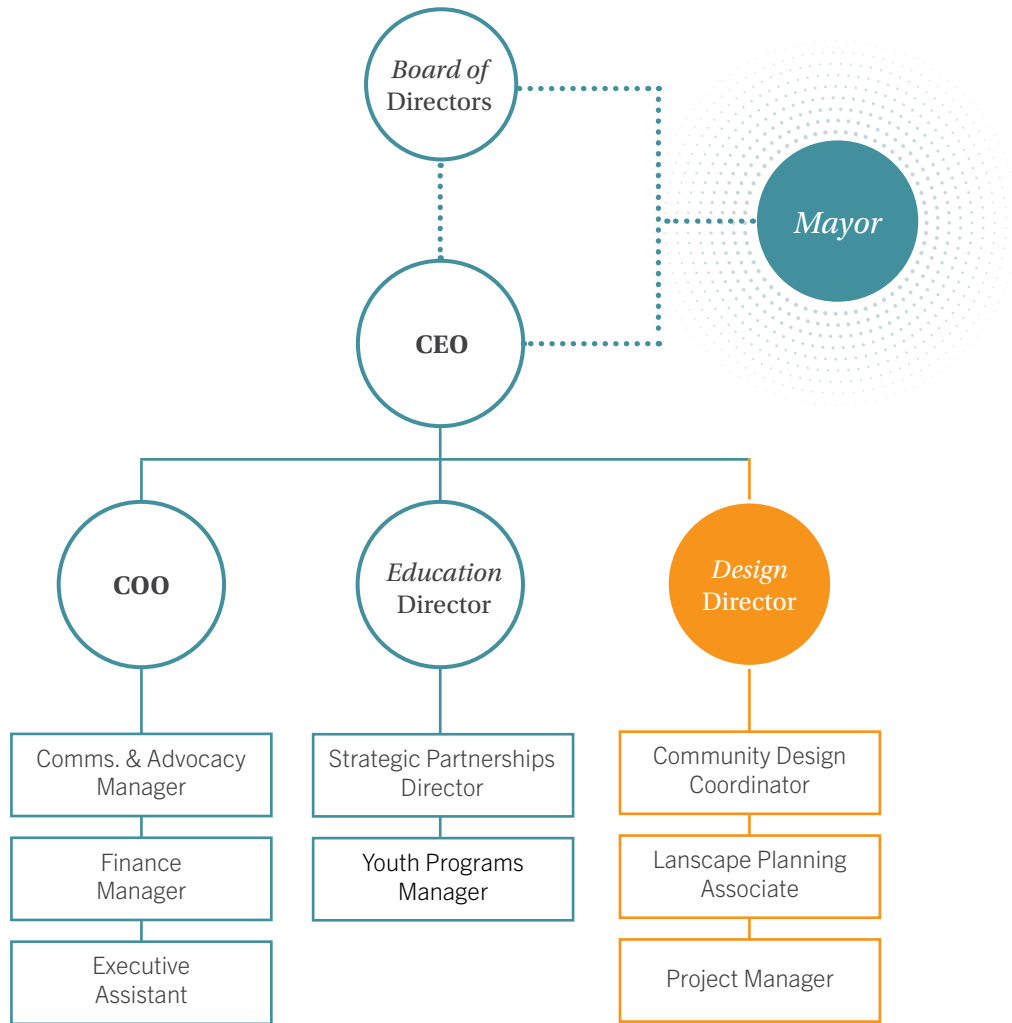 Board of
Directors
Mayor
CEO
COO
Education
Director
Design
Director
Comms. & Advocacy
Manager
Finance
Manager
Executive
Assistant
Strategic Partnerships
Director
Youth Programs
Manager
Community Design
Coordinator
Lanscape Planning
Associate
Project Manager